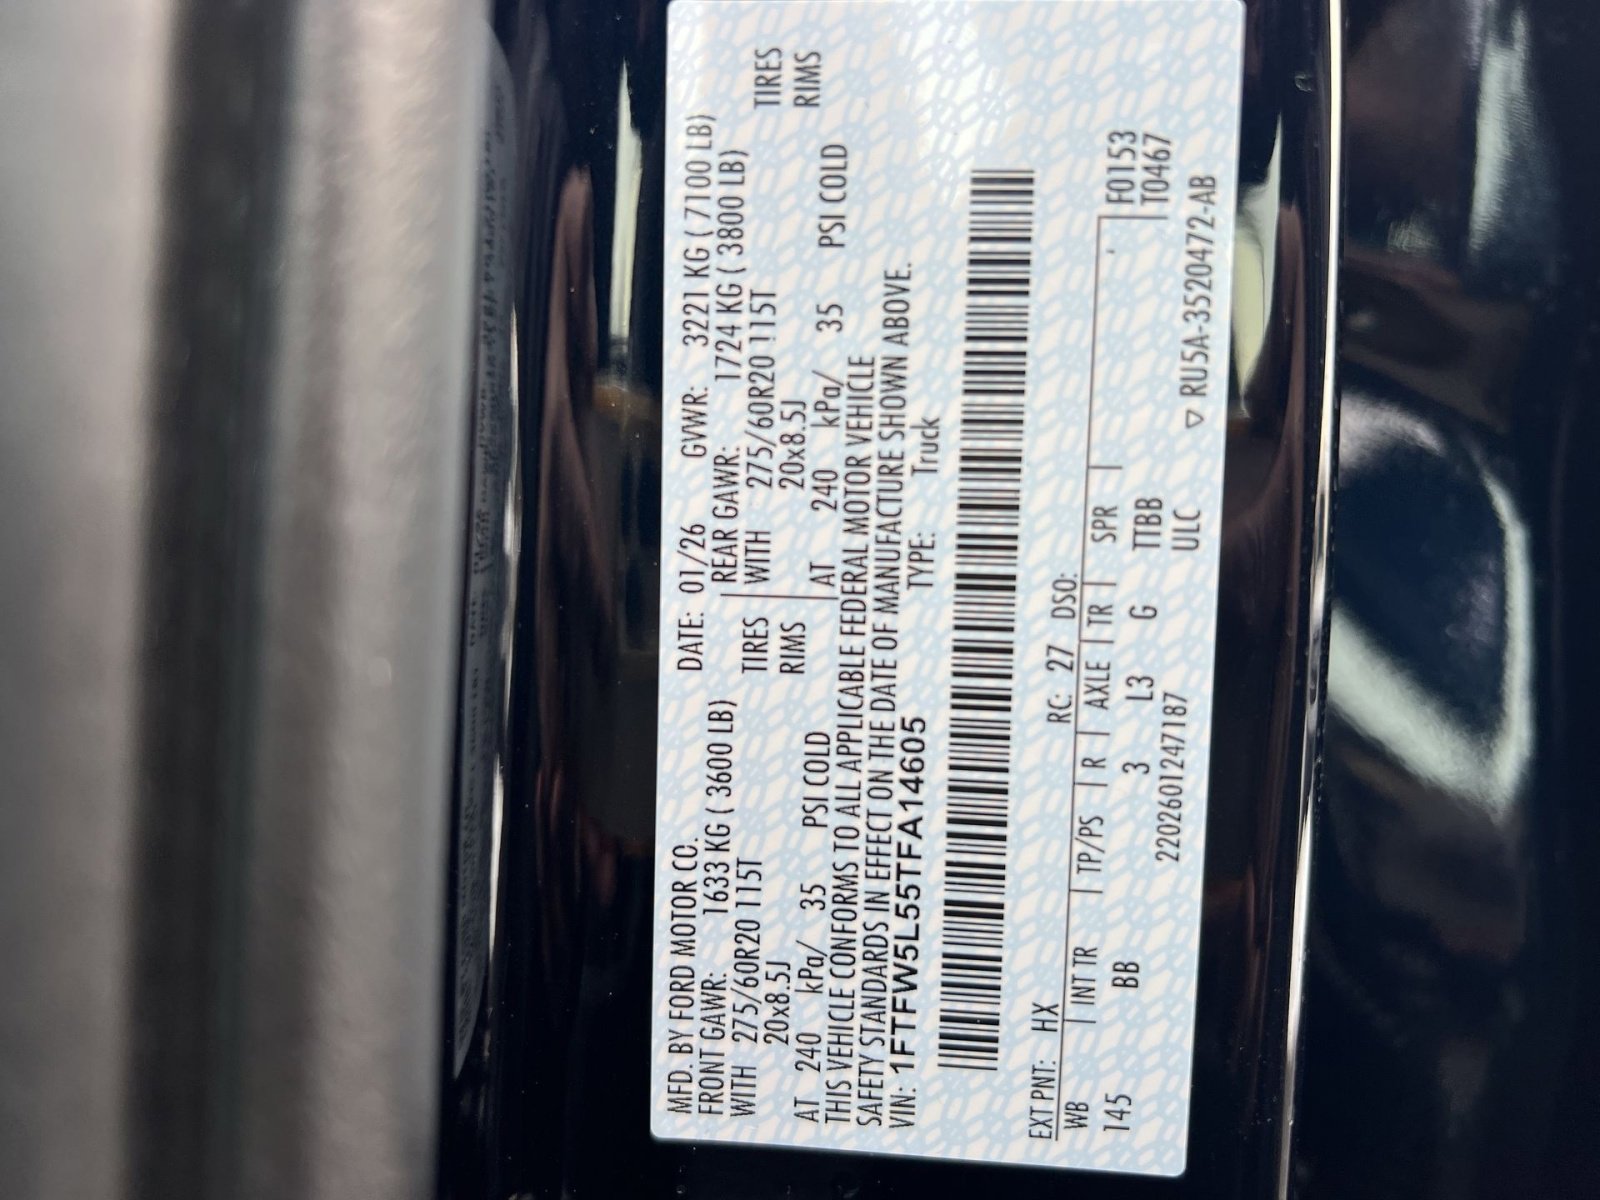 MFD. BY FORD MOTOR CO. DATE: 01/26 GVWR: 3221 KG ( 7100 LB)
FRONT GAWR: 1633 KG ( 3600 LB) REAR GAWR: 1724 KG ( 3800 LB)
WITH 275/60R20 115T TIRES WITH 275/60R20 115T TIRES
20x8.5J RIMS 20x8.5J RIMS
AT 240 kPa/ 35 PSI COLD AT 240 kPa/ 35 PSI COLD
THIS VEHICLE CONFORMS TO ALL APPLICABLE FEDERAL MOTOR VEHICLE
SAFETY STANDARDS IN EFFECT ON THE DATE OF MANUFACTURE SHOWN ABOVE.
VIN: 1FTFW5L55TFA14605 TYPE: Truck
EXT PNT: HX RC: 27 DSO:
WB INT TR TP/PS R AXLE TR SPR F0153
145 BB 3 L3 G TTBB T0467
2202601247187 ULC ▽ RU5A-3520472-AB